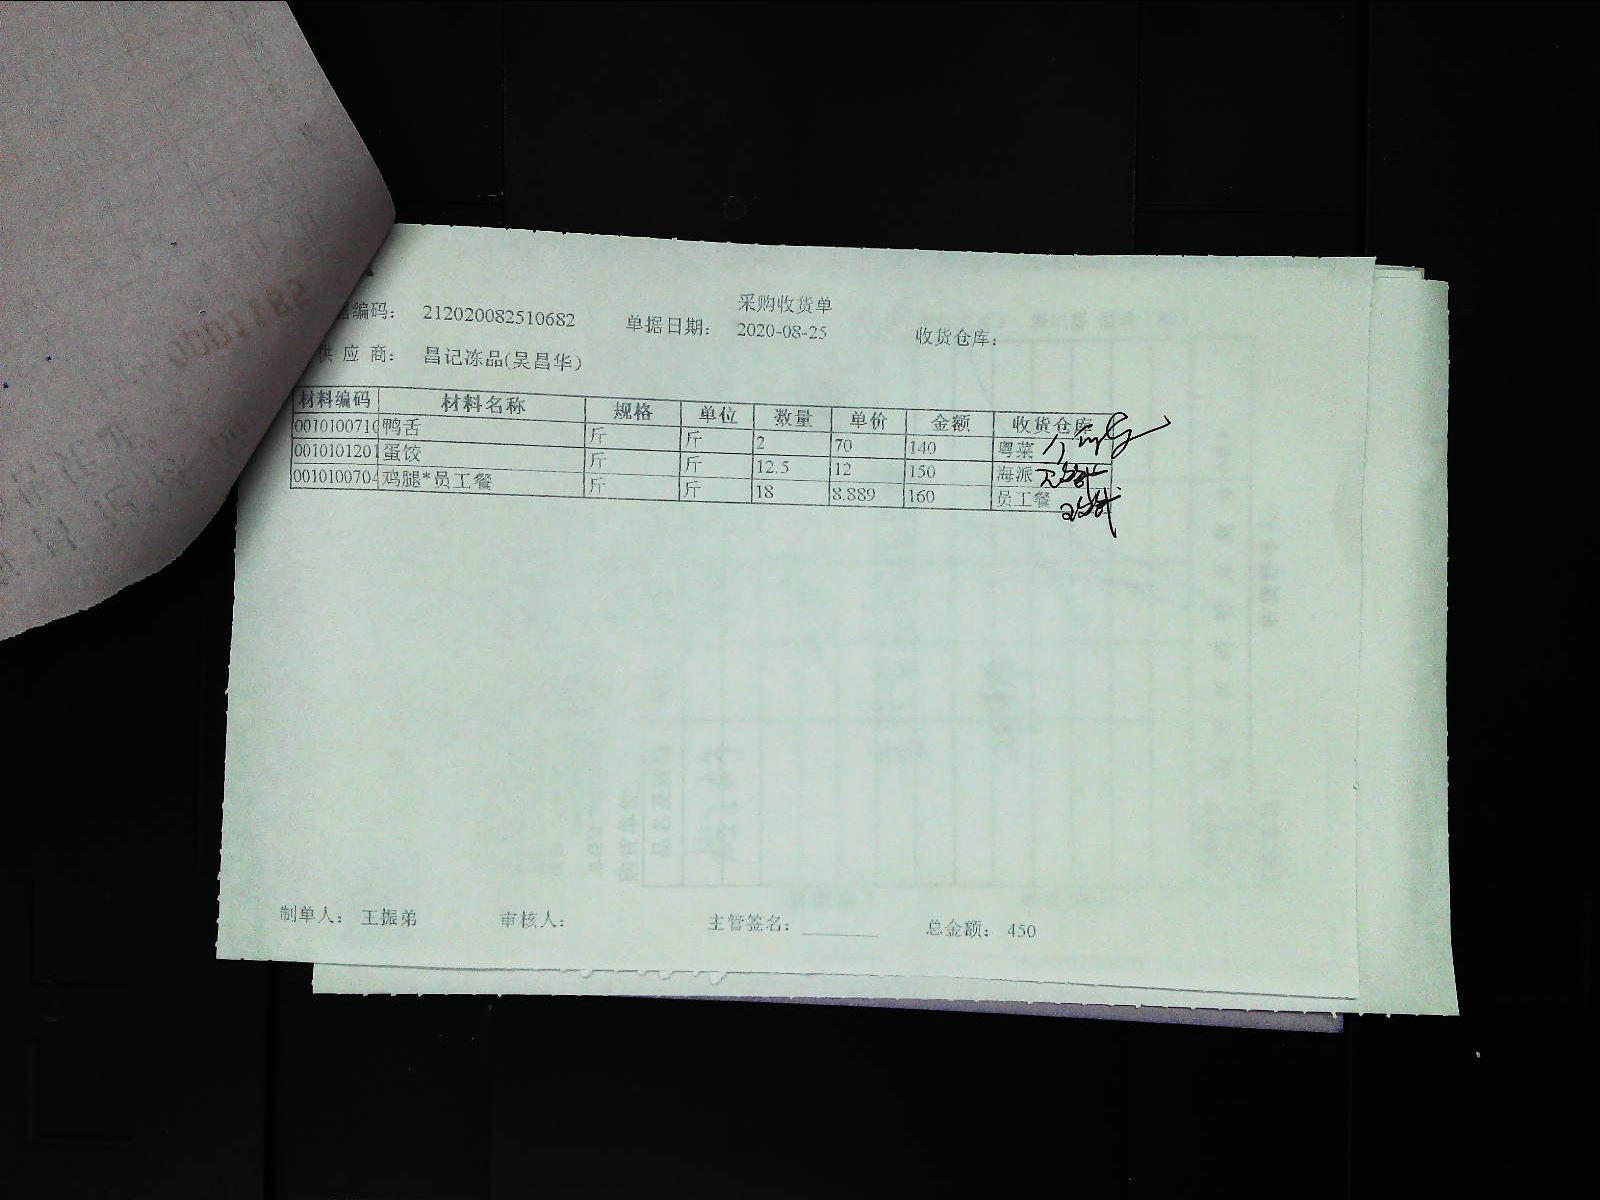 采购收货单
编码： 212020082510682 单据日期： 2020-08-25 收货仓库：
供 应 商： 昌记冻品(吴昌华)
材料编码 材料名称 规格 单位 数量 单价 金额 收货仓库
0010100710 鸭舌 斤 斤 2 70 140 粤菜
0010101201 蛋饺 斤 斤 12.5 12 150 海派
0010100704 鸡腿*员工餐 斤 斤 18 8.889 160 员工餐
制单人： 王振弟 审核人： 主管签名： 总金额： 450